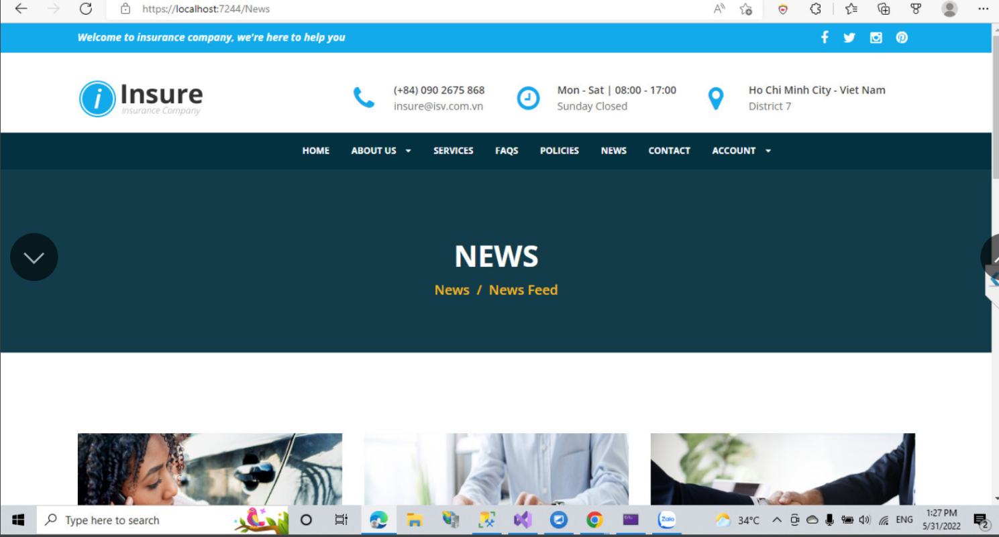 https://localhost:7244/News
Welcome to insurance company, we're here to help you
i Insure
Insurance Company
(+84) 090 2675 868
insure@isv.com.vn
Mon - Sat | 08:00 - 17:00
Sunday Closed
Ho Chi Minh City - Viet Nam
District 7
HOME ABOUT US SERVICES FAQS POLICIES NEWS CONTACT ACCOUNT
NEWS
News / News Feed
Type here to search
Zalo
34°C
ENG
1:27 PM
5/31/2022
2